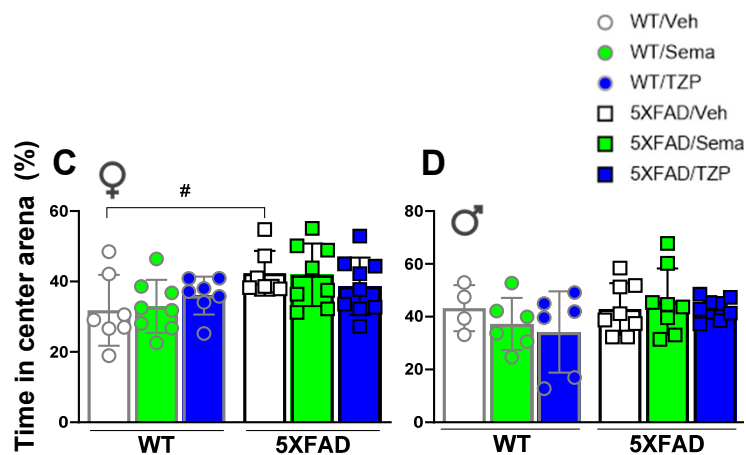 WT/Veh
WT/Sema
WT/TZP
5XFAD/Veh
5XFAD/Sema
5XFAD/TZP
Time in center arena (%)
C
♀
#
60
40
20
0
WT
5XFAD
D
♂
80
60
40
20
0
WT
5XFAD